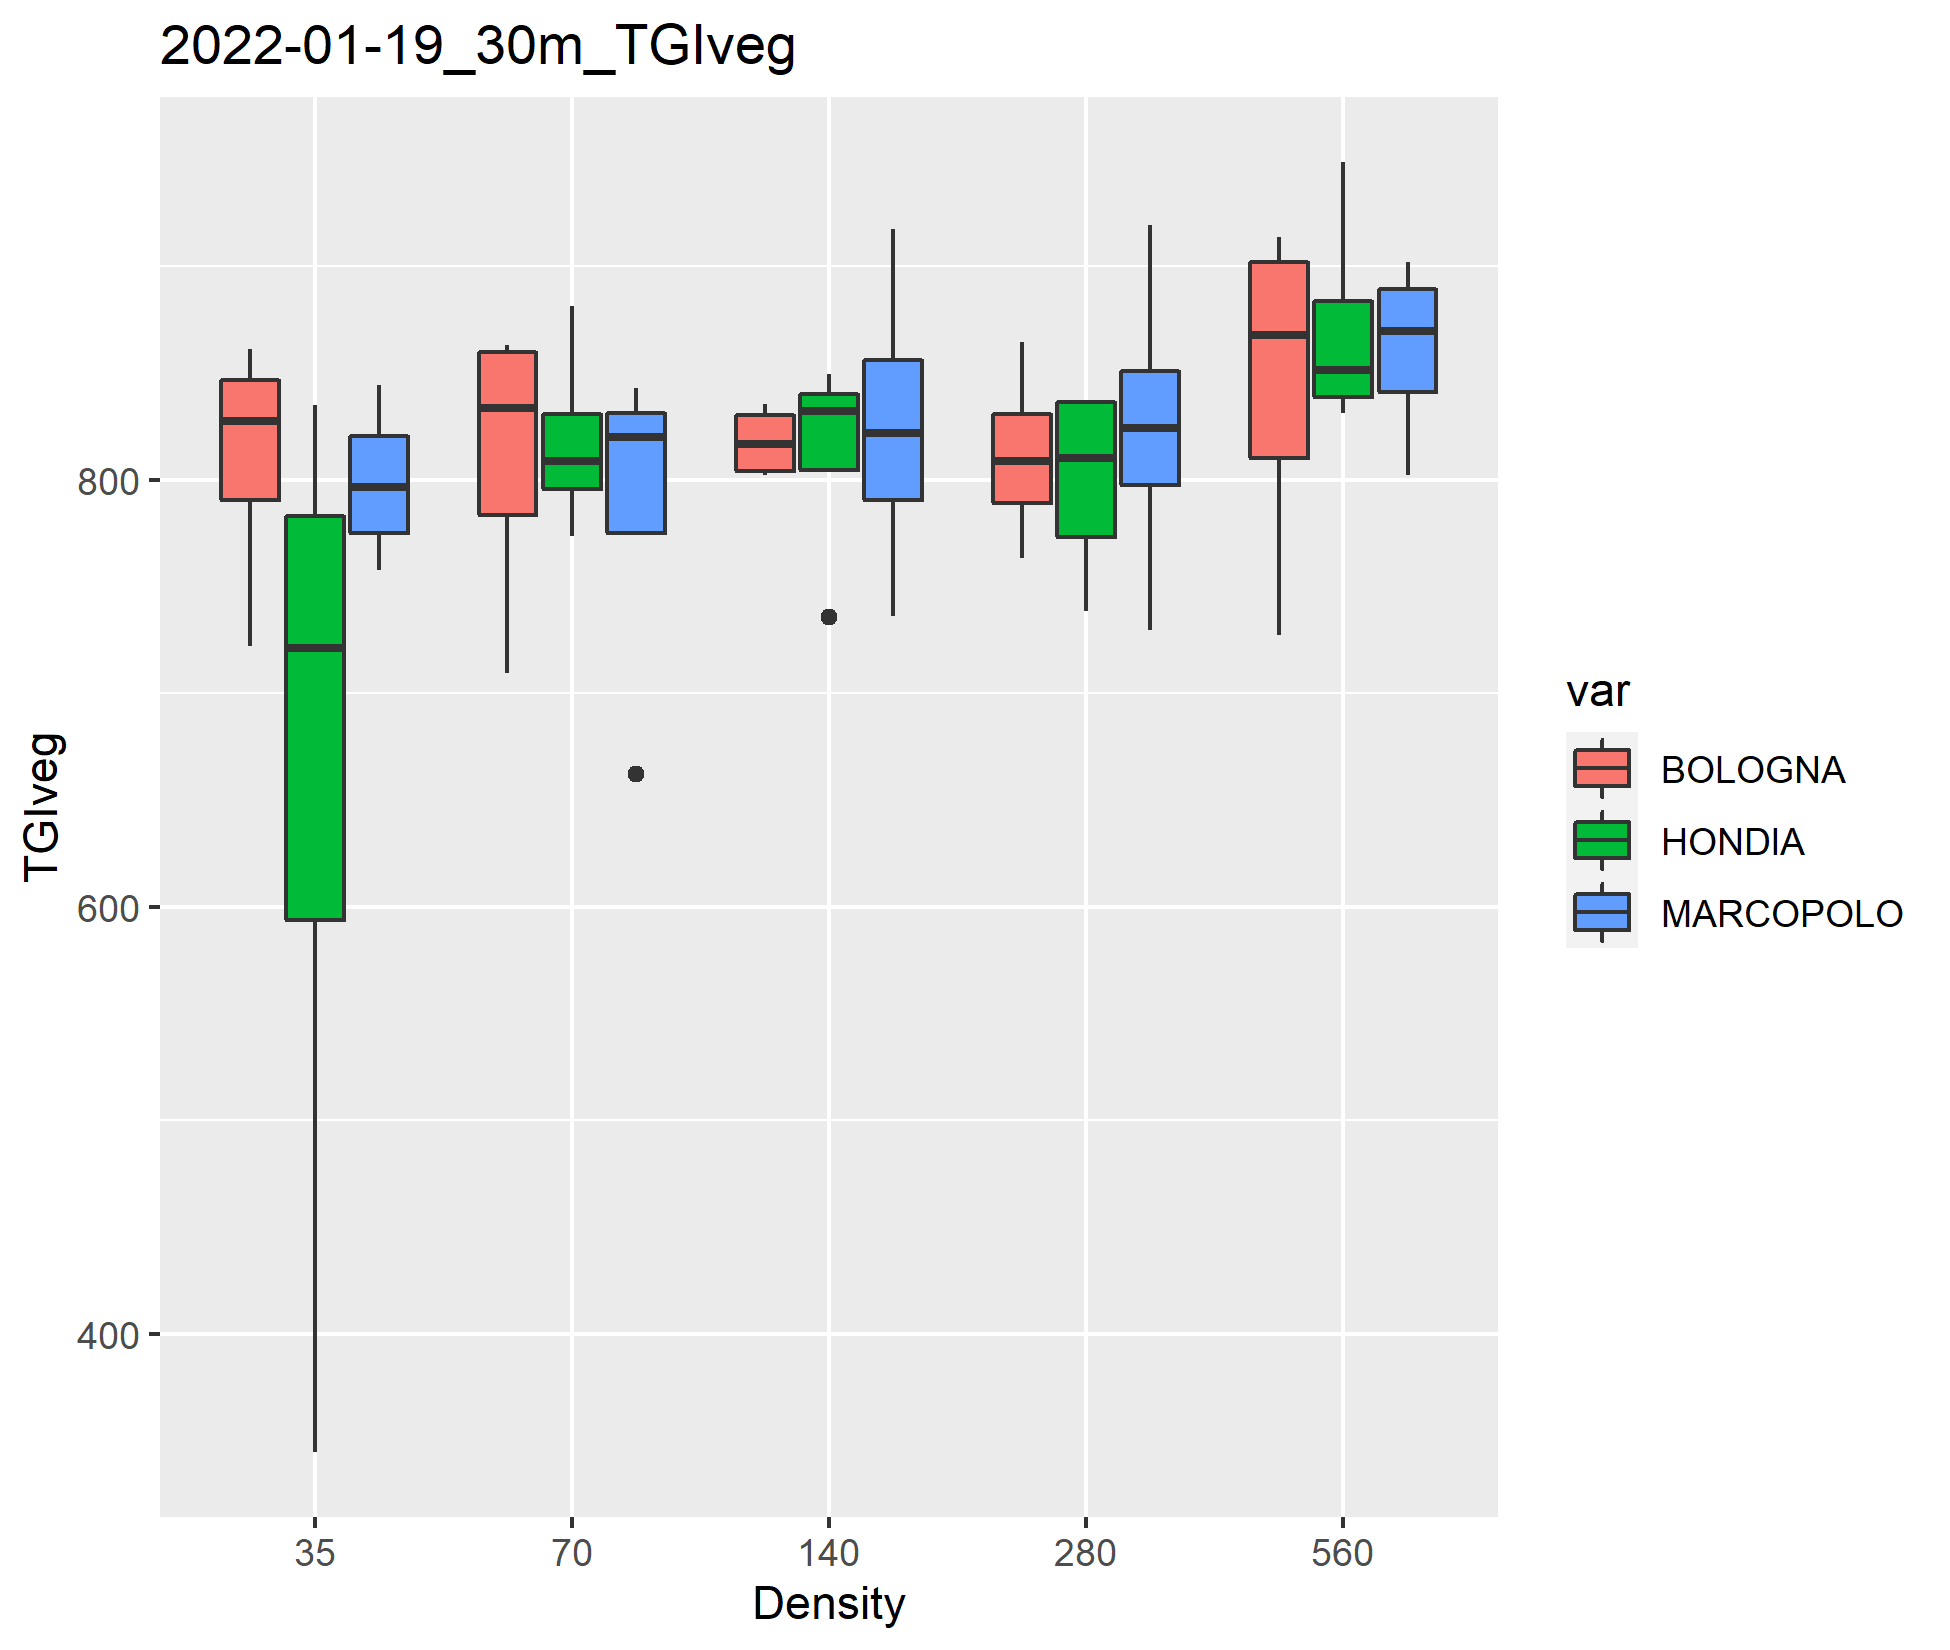 2022-01-19_30m_TGIveg
TGIveg
800
600
400
35 70 140 280 560
Density
var
BOLOGNA
HONDIA
MARCOPOLO